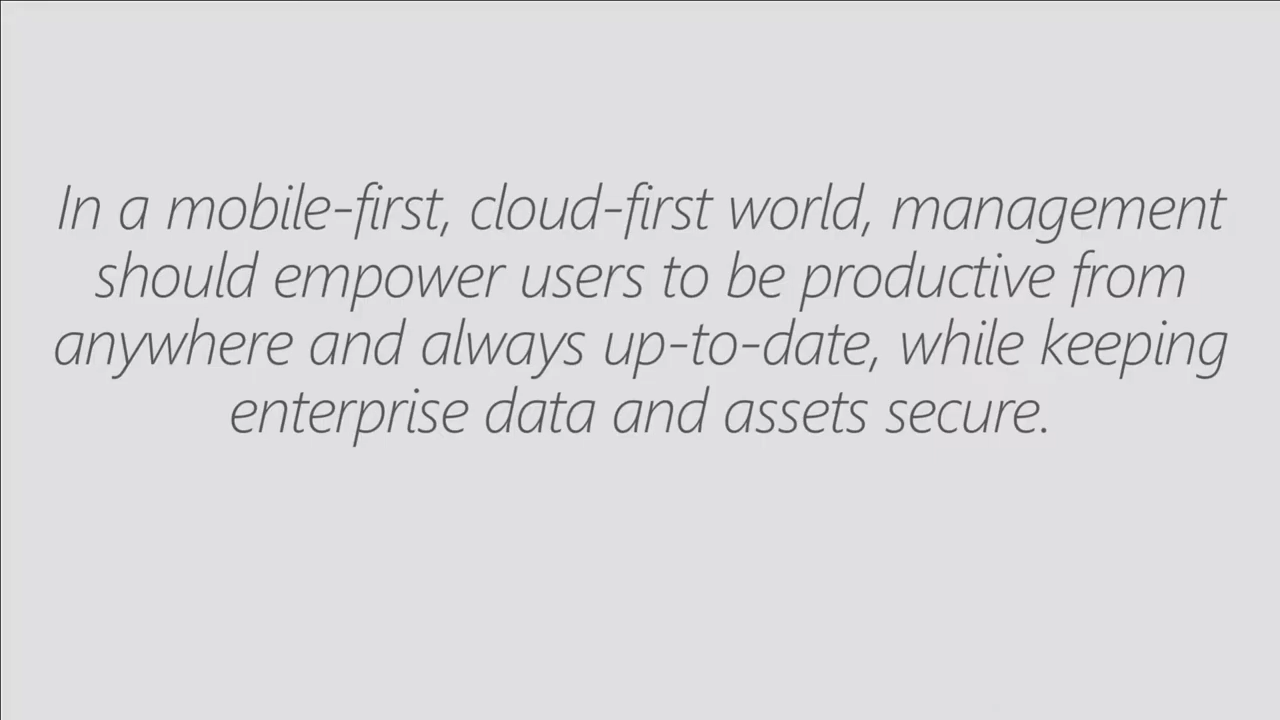 In a mobile-first, cloud-first world, management
should empower users to be productive from
anywhere and always up-to-date, while keeping
enterprise data and assets secure.